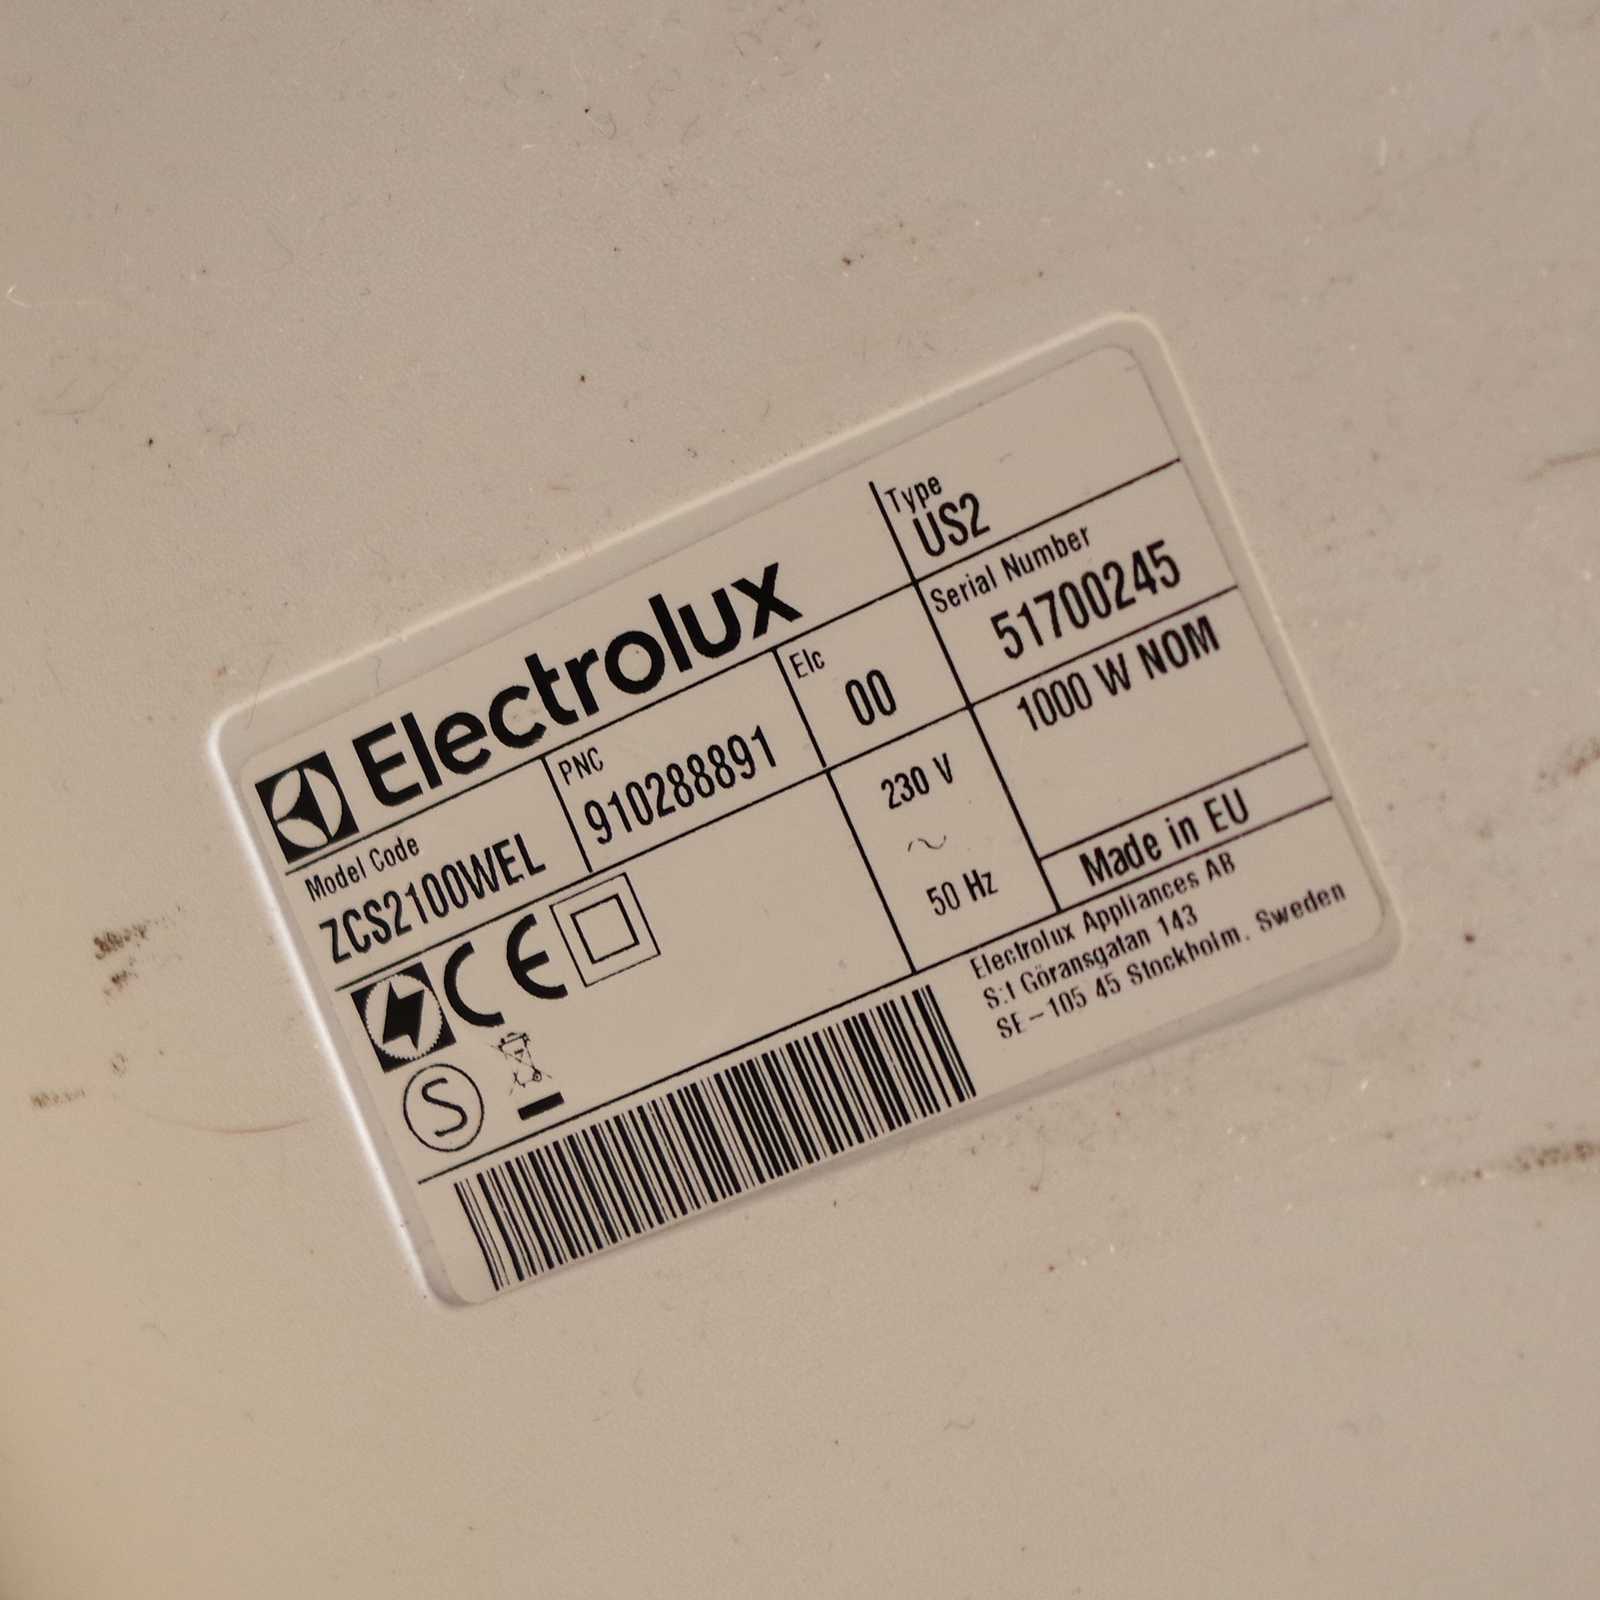 Electrolux
Type
US2
Model Code
ZCS2100WEL
PNC
910288891
Elc
00
Serial Number
51700245
230 V
~
50 Hz
1000 W NOM
Made in EU
CE
S
Electrolux Appliances AB
S:t Göransgatan 143
SE-105 45 Stockholm. Sweden